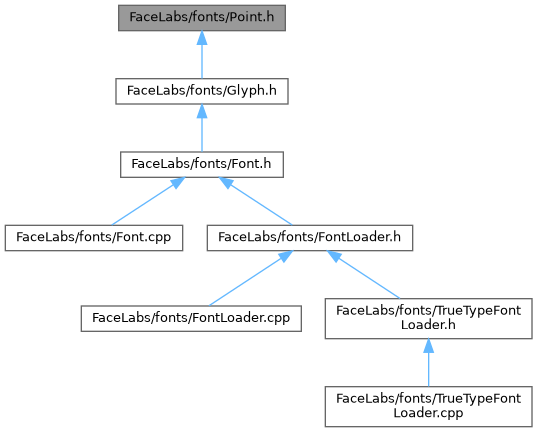 FaceLabs/fonts/Point.h
FaceLabs/fonts/Glyph.h
FaceLabs/fonts/Font.h
FaceLabs/fonts/Font.cpp
FaceLabs/fonts/FontLoader.h
FaceLabs/fonts/FontLoader.cpp
FaceLabs/fonts/TrueTypeFont
Loader.h
FaceLabs/fonts/TrueTypeFont
Loader.cpp